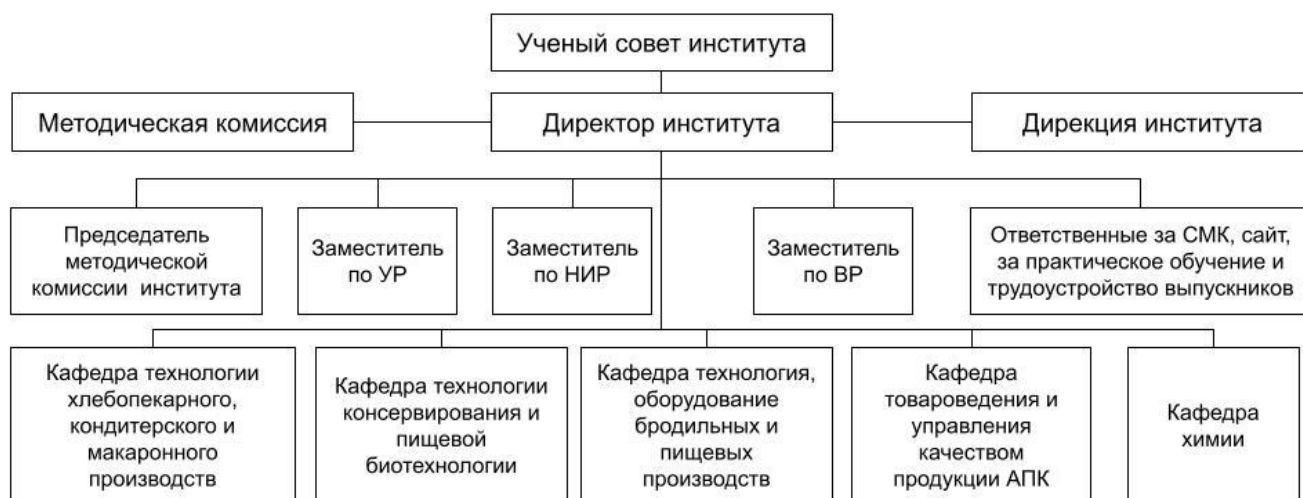 Ученый совет института
Методическая комиссия
Директор института
Дирекция института
Председатель
методической
комиссии института
Заместитель
по УР
Заместитель
по НИР
Заместитель
по ВР
Ответственные за СМК, сайт,
за практическое обучение и
трудоустройство выпускников
Кафедра технологии
хлебопекарного,
кондитерского и
макаронного
производств
Кафедра технологии
консервирования и
пищевой
биотехнологии
Кафедра технология,
оборудование
бродильных и
пищевых
производств
Кафедра
товароведения и
управления
качеством
продукции АПК
Кафедра
химии